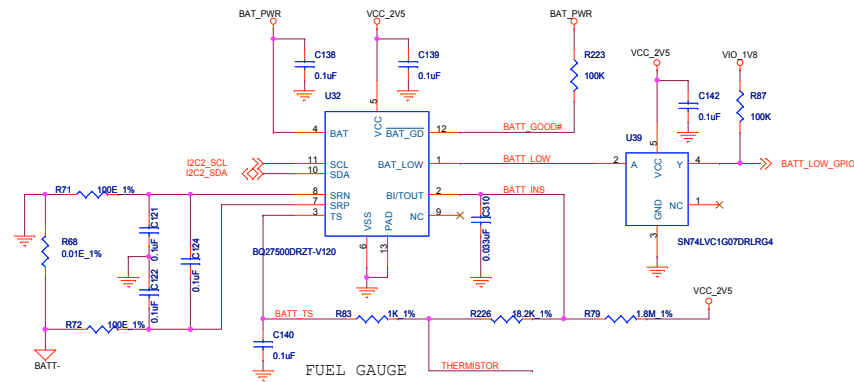 BAT_PWR
VCC_2V5
BAT_PWR
VCC_2V5
VIO_1V8
C138
0.1uF
C139
0.1uF
R223
100K
C142
0.1uF
R87
100K
U32
5
VCC
BAT_GD
12
BATT_GOOD#
4
BAT
U39
5
I2C2_SCL
11
SCL
BAT_LOW
1
BATT_LOW
2
A
VCC
Y
4
BATT_LOW_GPIO
I2C2_SDA
10
SDA
R71
100E_1%
8
SRN
BI/TOUT
2
BATT_INS
7
SRP
3
TS
NC
9
GND
NC
1
VSS
PAD
C310
0.033uF
3
SN74LVC1G07DRLRG4
6
13
BQ27500DRZT-V120
R68
0.01E_1%
C121
0.1uF
C124
0.1uF
C122
0.1uF
VCC_2V5
R72
100E_1%
BATT-
BATT_TS
R83
1K_1%
R226
18.2K_1%
R79
1.8M_1%
C140
0.1uF
FUEL GAUGE
THERMISTOR